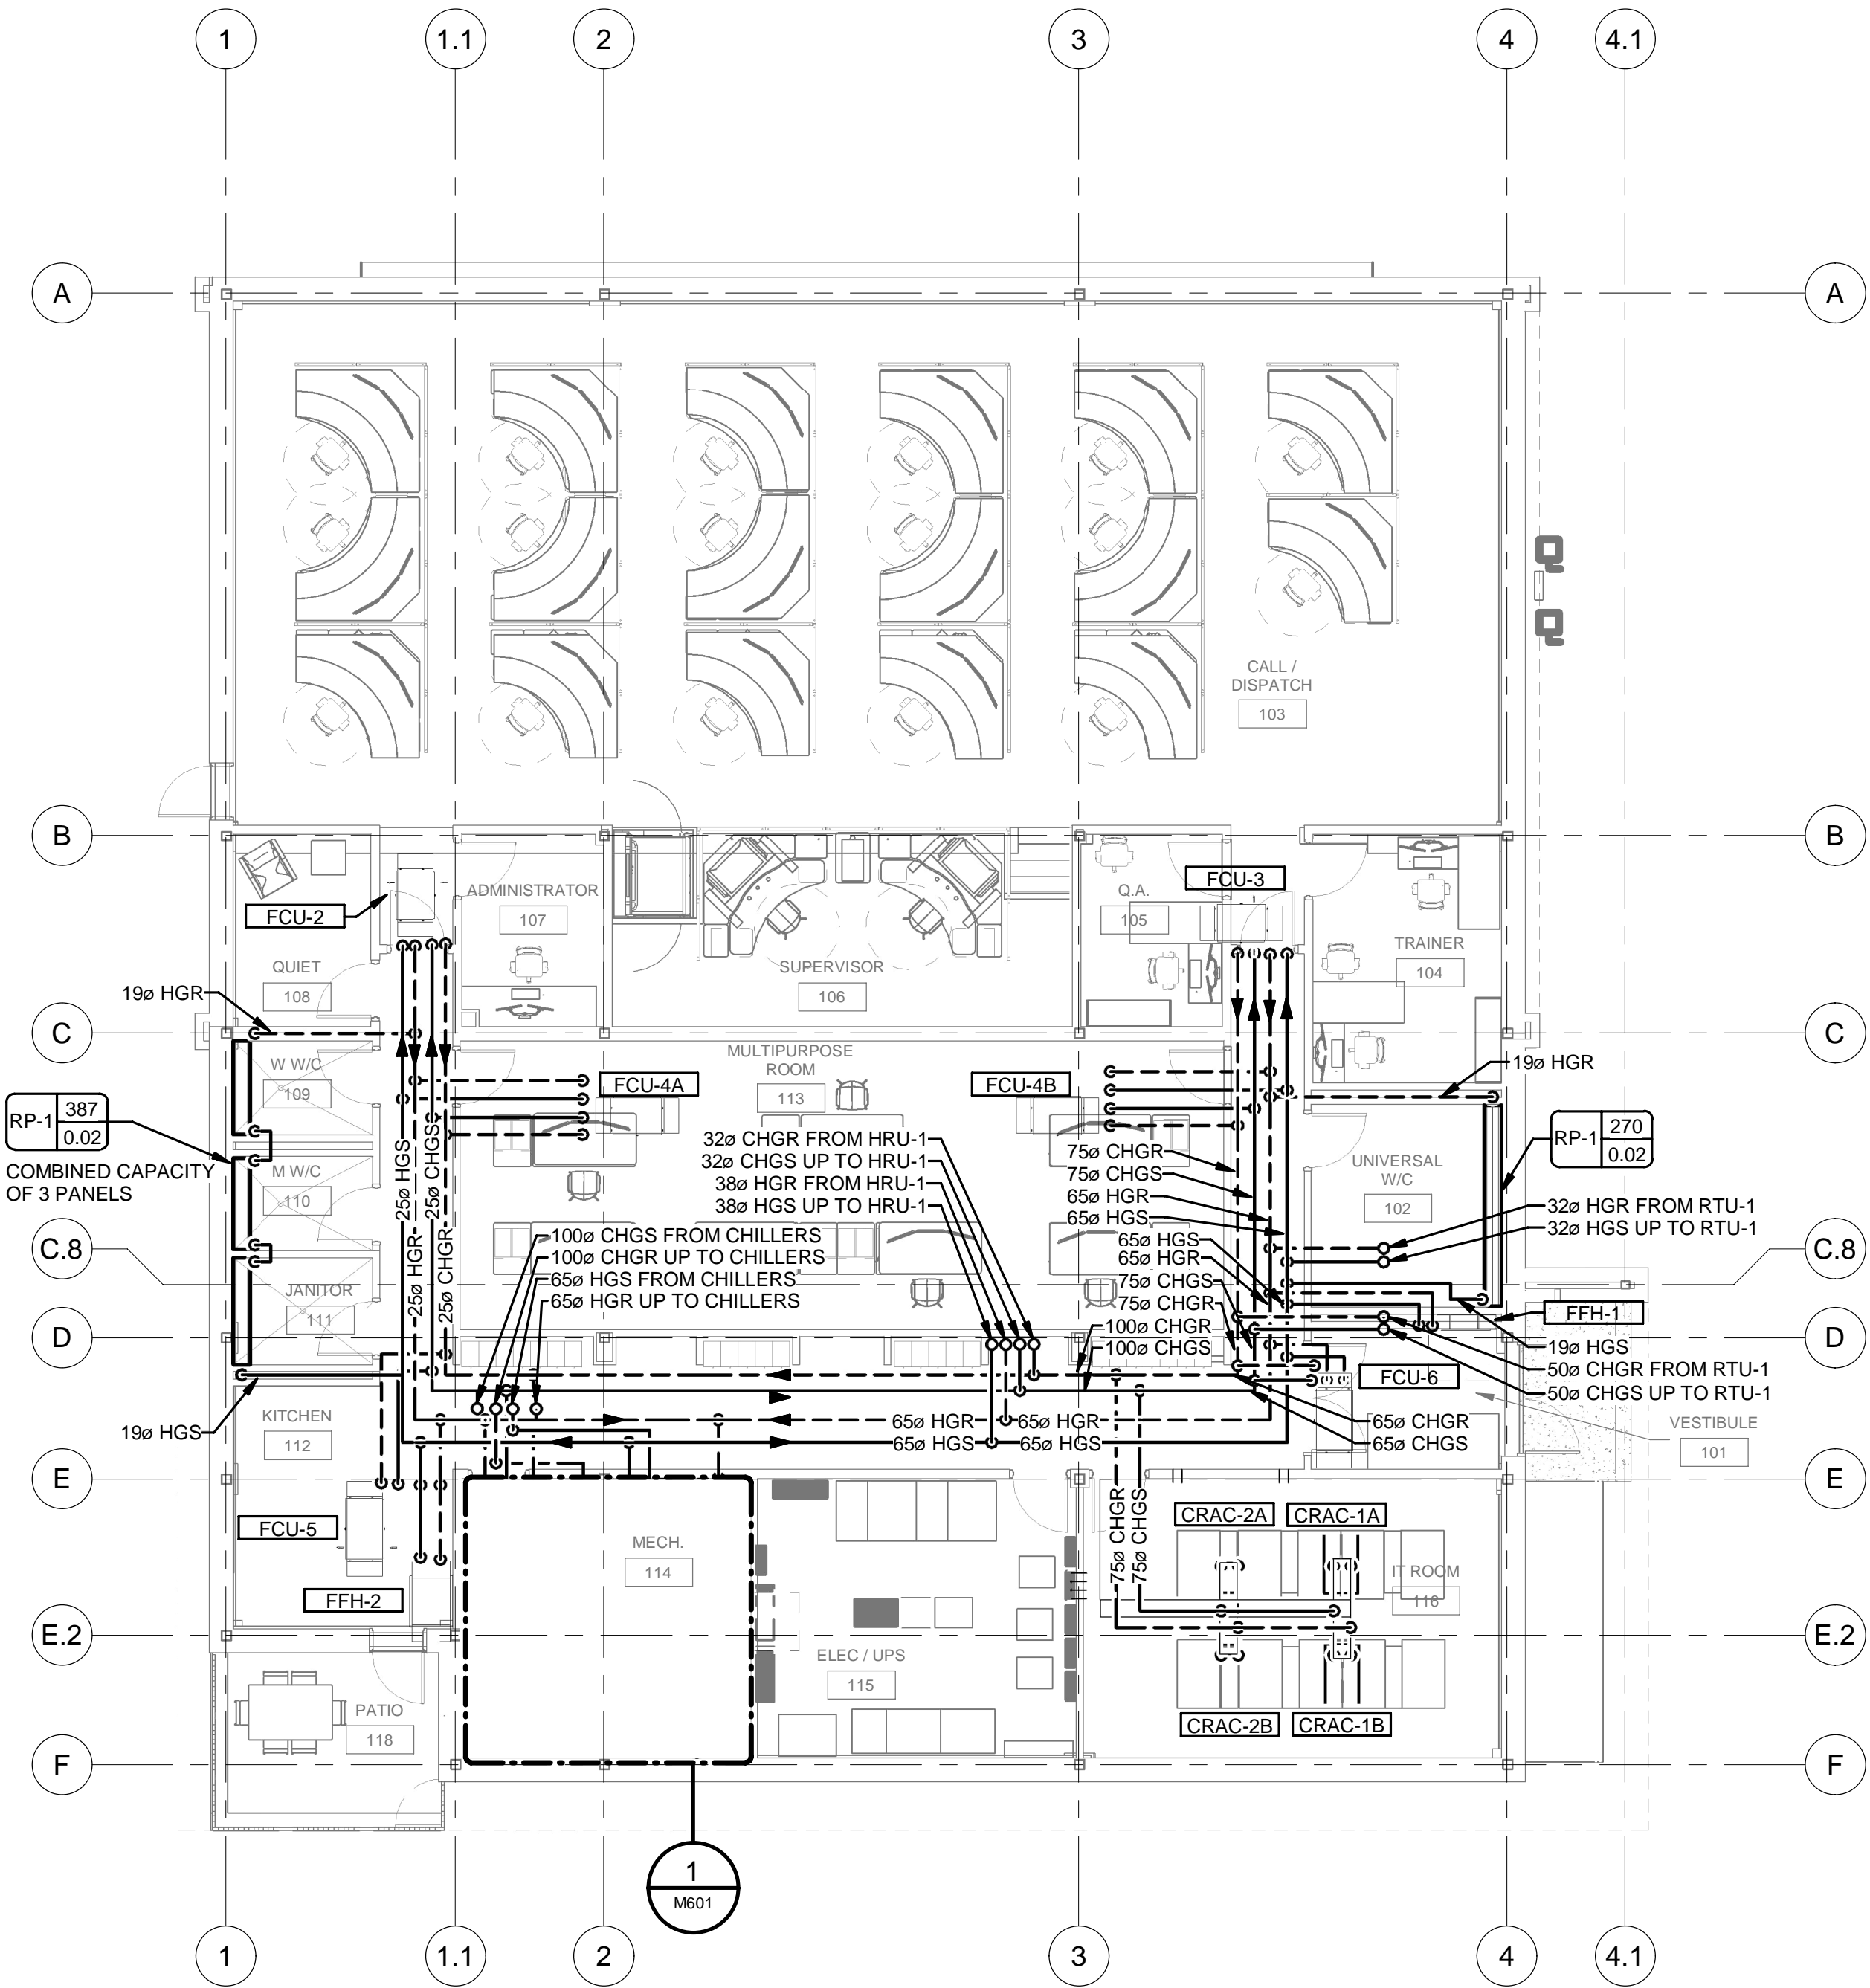 1
1.1
2
3
4
4.1
A
A
CALL /
DISPATCH
103
B
B
FCU-3
ADMINISTRATOR
107
Q.A.
105
FCU-2
TRAINER
104
QUIET
108
SUPERVISOR
106
19ø HGR
C
C
MULTIPURPOSE
ROOM
113
W W/C
109
FCU-4A
FCU-4B
19ø HGR
RP-1
387
0.02
COMBINED CAPACITY
OF 3 PANELS
M W/C
110
25ø HGS
25ø CHGS
25ø HGR
25ø CHGR
32ø CHGR FROM HRU-1
32ø CHGS UP TO HRU-1
38ø HGR FROM HRU-1
38ø HGS UP TO HRU-1
75ø CHGR
75ø CHGS
65ø HGR
65ø HGS
65ø HGS
65ø HGR
75ø CHGS
75ø CHGR
100ø CHGR
100ø CHGS
UNIVERSAL
W/C
102
RP-1
270
0.02
32ø HGR FROM RTU-1
32ø HGS UP TO RTU-1
C.8
C.8
100ø CHGS FROM CHILLERS
100ø CHGR UP TO CHILLERS
65ø HGS FROM CHILLERS
65ø HGR UP TO CHILLERS
JANITOR
111
FFH-1
D
D
19ø HGS
50ø CHGR FROM RTU-1
50ø CHGS UP TO RTU-1
FCU-6
KITCHEN
112
19ø HGS
65ø HGR
65ø HGR
65ø HGS
65ø HGS
65ø CHGR
65ø CHGS
VESTIBULE
101
E
E
75ø CHGR
75ø CHGS
CRAC-2A
CRAC-1A
FCU-5
MECH.
114
IT ROOM
116
FFH-2
E.2
E.2
ELEC / UPS
115
PATIO
118
CRAC-2B
CRAC-1B
F
F
1
M601
1
1.1
2
3
4
4.1